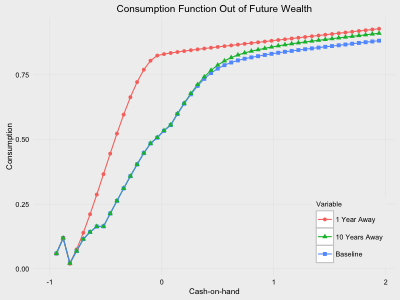 Consumption Function Out of Future Wealth
Consumption
0.75
0.50
0.25
0.00
-1
0
1
2
Cash-on-hand
Variable
1 Year Away
10 Years Away
Baseline